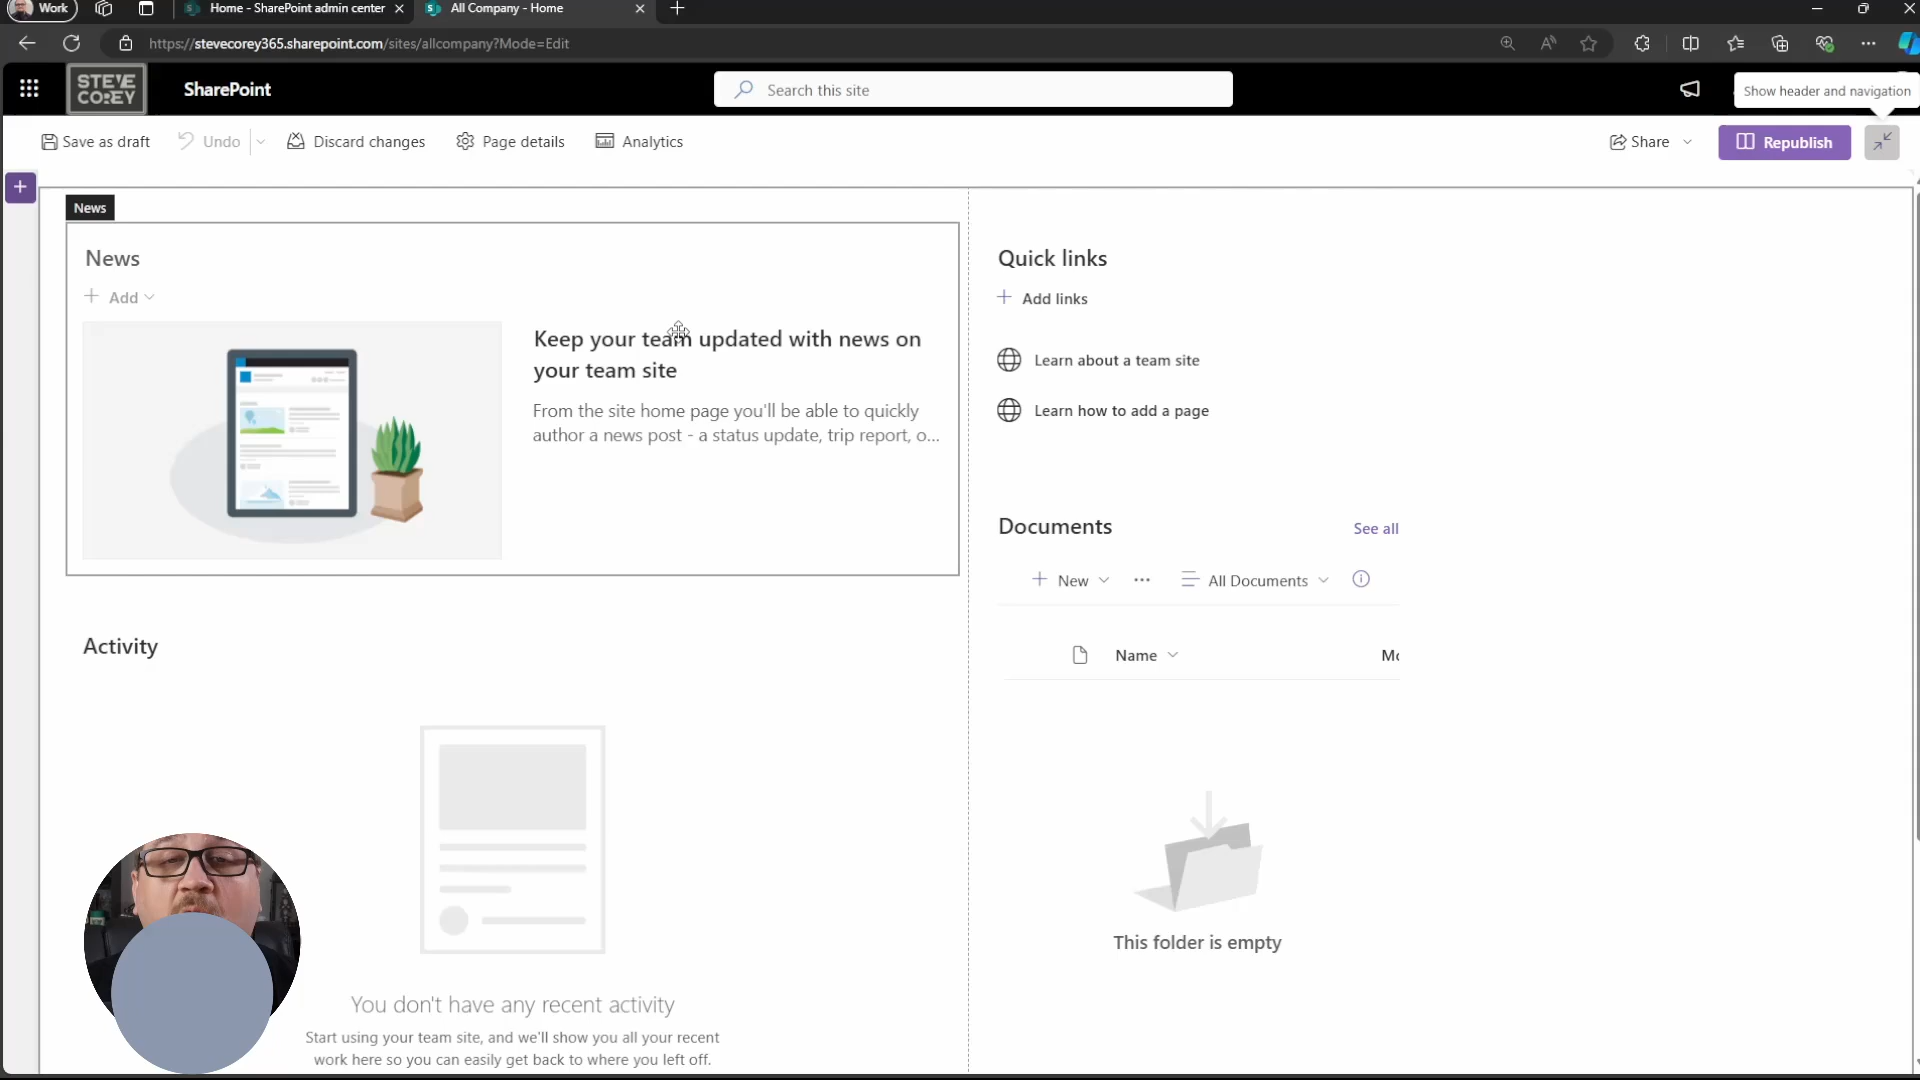 Work
Home - SharePoint admin center
All Company - Home
https://stevecorey365.sharepoint.com/sites/allcompany?Mode=Edit
STEVE
COREY
SharePoint
Search this site
Show header and navigation
Save as draft
Undo
Discard changes
Page details
Analytics
Share
Republish
News
News
Add
Keep your team updated with news on
your team site
From the site home page you'll be able to quickly
author a news post - a status update, trip report, o...
Quick links
Add links
Learn about a team site
Learn how to add a page
Documents
See all
New
All Documents
Name
Mo
This folder is empty
Activity
You don't have any recent activity
Start using your team site, and we'll show you all your recent
work here so you can easily get back to where you left off.